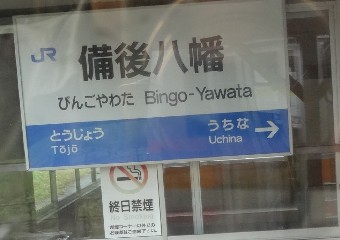 JR
備後八幡
びんごやわた Bingo-Yawata
とうじょう うちな
Tōjō Uchina
終日禁煙